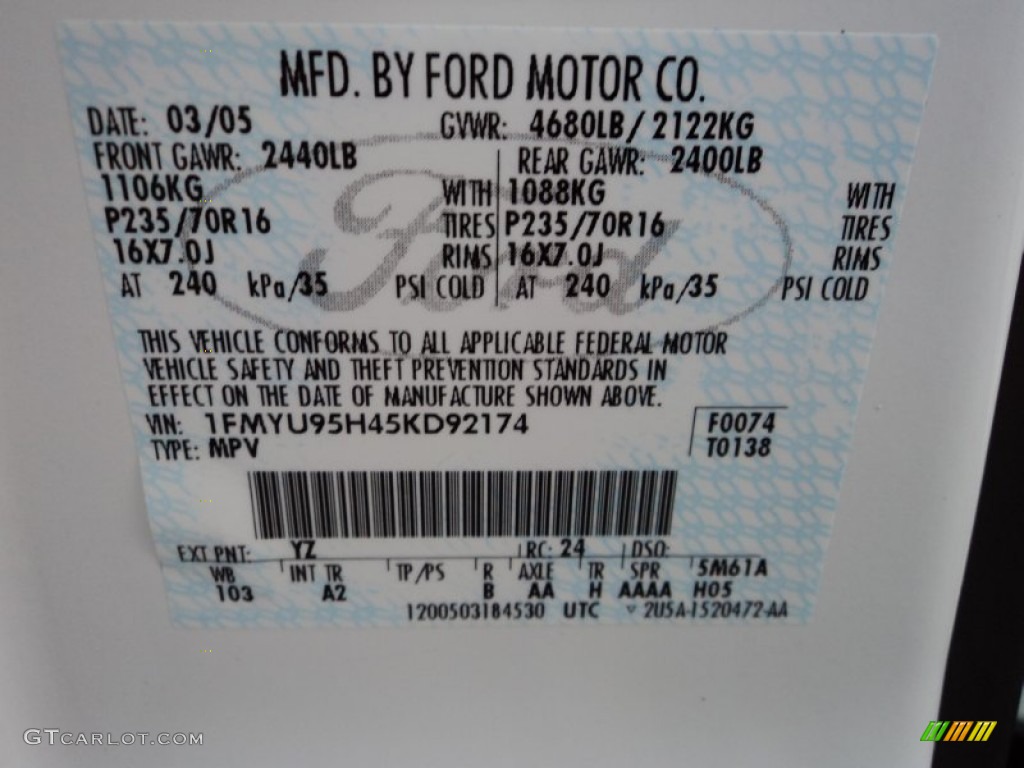 MFD. BY FORD MOTOR CO.
DATE: 03/05 GVWR: 4680LB/2122KG
FRONT GAWR: 2440LB REAR GAWR: 2400LB
1106KG WITH 1088KG WITH
P235/70R16 TIRES P235/70R16 TIRES
16X7.0J RIMS 16X7.0J RIMS
AT 240 kPa/35 PSI COLD AT 240 kPa/35 PSI COLD
Ford
THIS VEHICLE CONFORMS TO ALL APPLICABLE FEDERAL MOTOR
VEHICLE SAFETY AND THEFT PREVENTION STANDARDS IN
EFFECT ON THE DATE OF MANUFACTURE SHOWN ABOVE.
VIN: 1FMYU95H45KD92174 F0074
TYPE: MPV T0138
EXT PNT: YZ RC: 24 DSO:
WB INT TR TP/PS R AXLE TR SPR 5M61A
103 A2 B AA H AAAA H05
1200503184530 UTC 2U5A-1520472-AA
GTCARLOT.COM